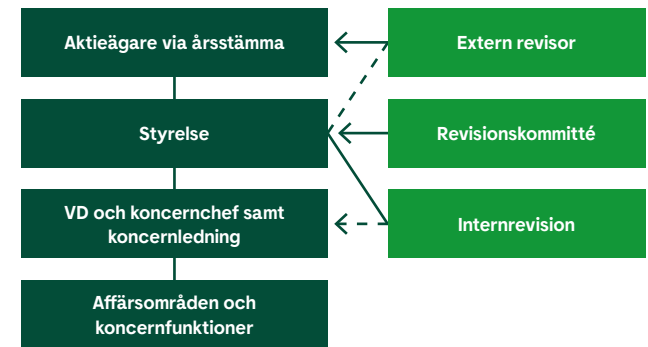 Aktieägare via årsstämma
Extern revisor
Styrelse
Revisionskommitté
VD och koncernchef samt
koncernledning
Internrevision
Affärsområden och
koncernfunktioner